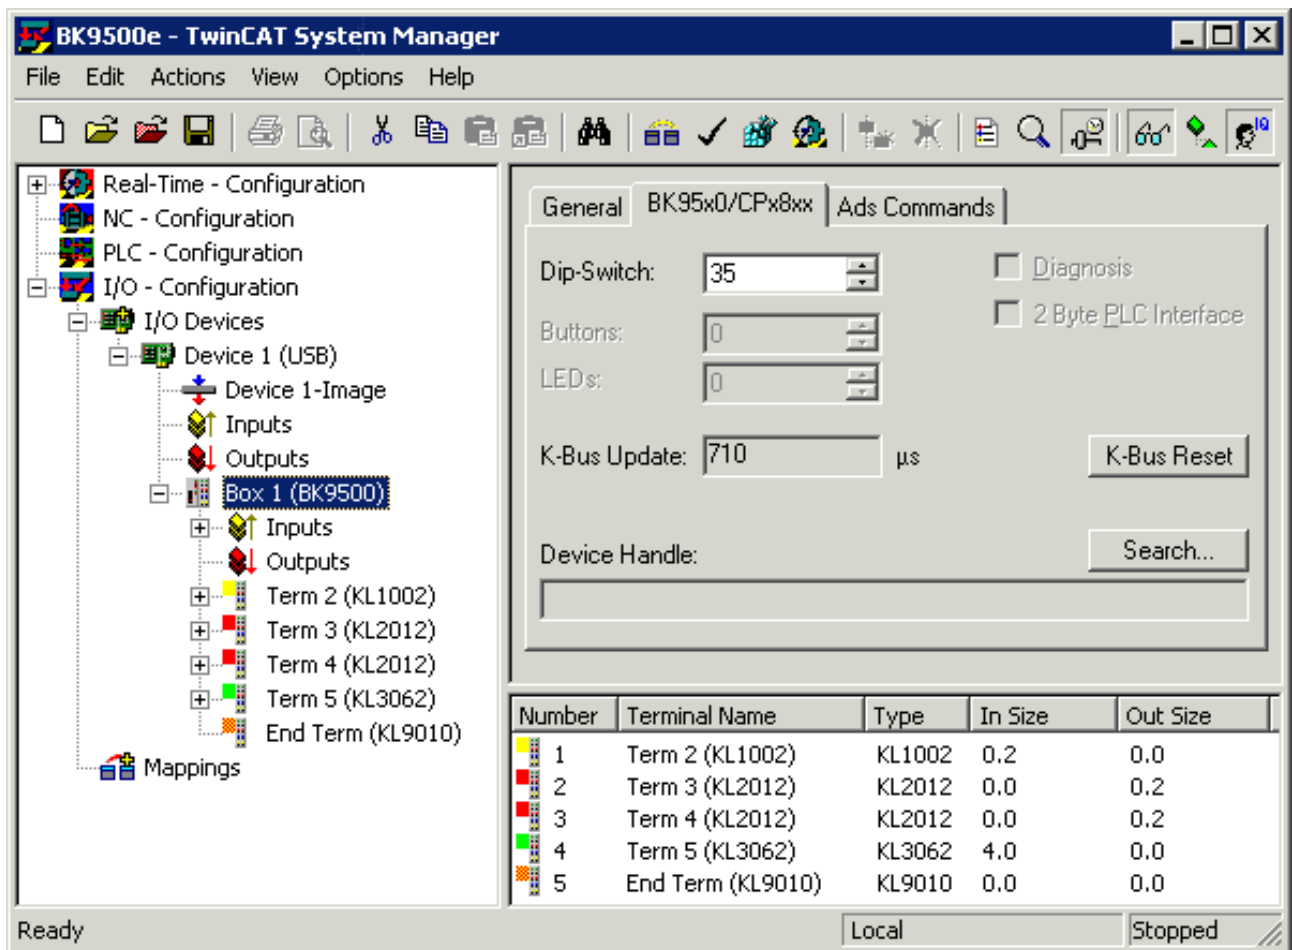 BK9500e - TwinCAT System Manager
File Edit Actions View Options Help
Real-Time - Configuration
NC - Configuration
PLC - Configuration
I/O - Configuration
I/O Devices
Device 1 (USB)
Device 1-Image
Inputs
Outputs
Box 1 (BK9500)
Inputs
Outputs
Term 2 (KL1002)
Term 3 (KL2012)
Term 4 (KL2012)
Term 5 (KL3062)
End Term (KL9010)
Mappings
General BK95x0/CPx8xx Ads Commands
Dip-Switch: 35 Diagnosis
2 Byte PLC Interface
Buttons: 0
LEDs: 0
K-Bus Update: 710 µs K-Bus Reset
Device Handle: Search...
Number Terminal Name Type In Size Out Size
1 Term 2 (KL1002) KL1002 0.2 0.0
2 Term 3 (KL2012) KL2012 0.0 0.2
3 Term 4 (KL2012) KL2012 0.0 0.2
4 Term 5 (KL3062) KL3062 4.0 0.0
5 End Term (KL9010) KL9010 0.0 0.0
Ready Local Stopped